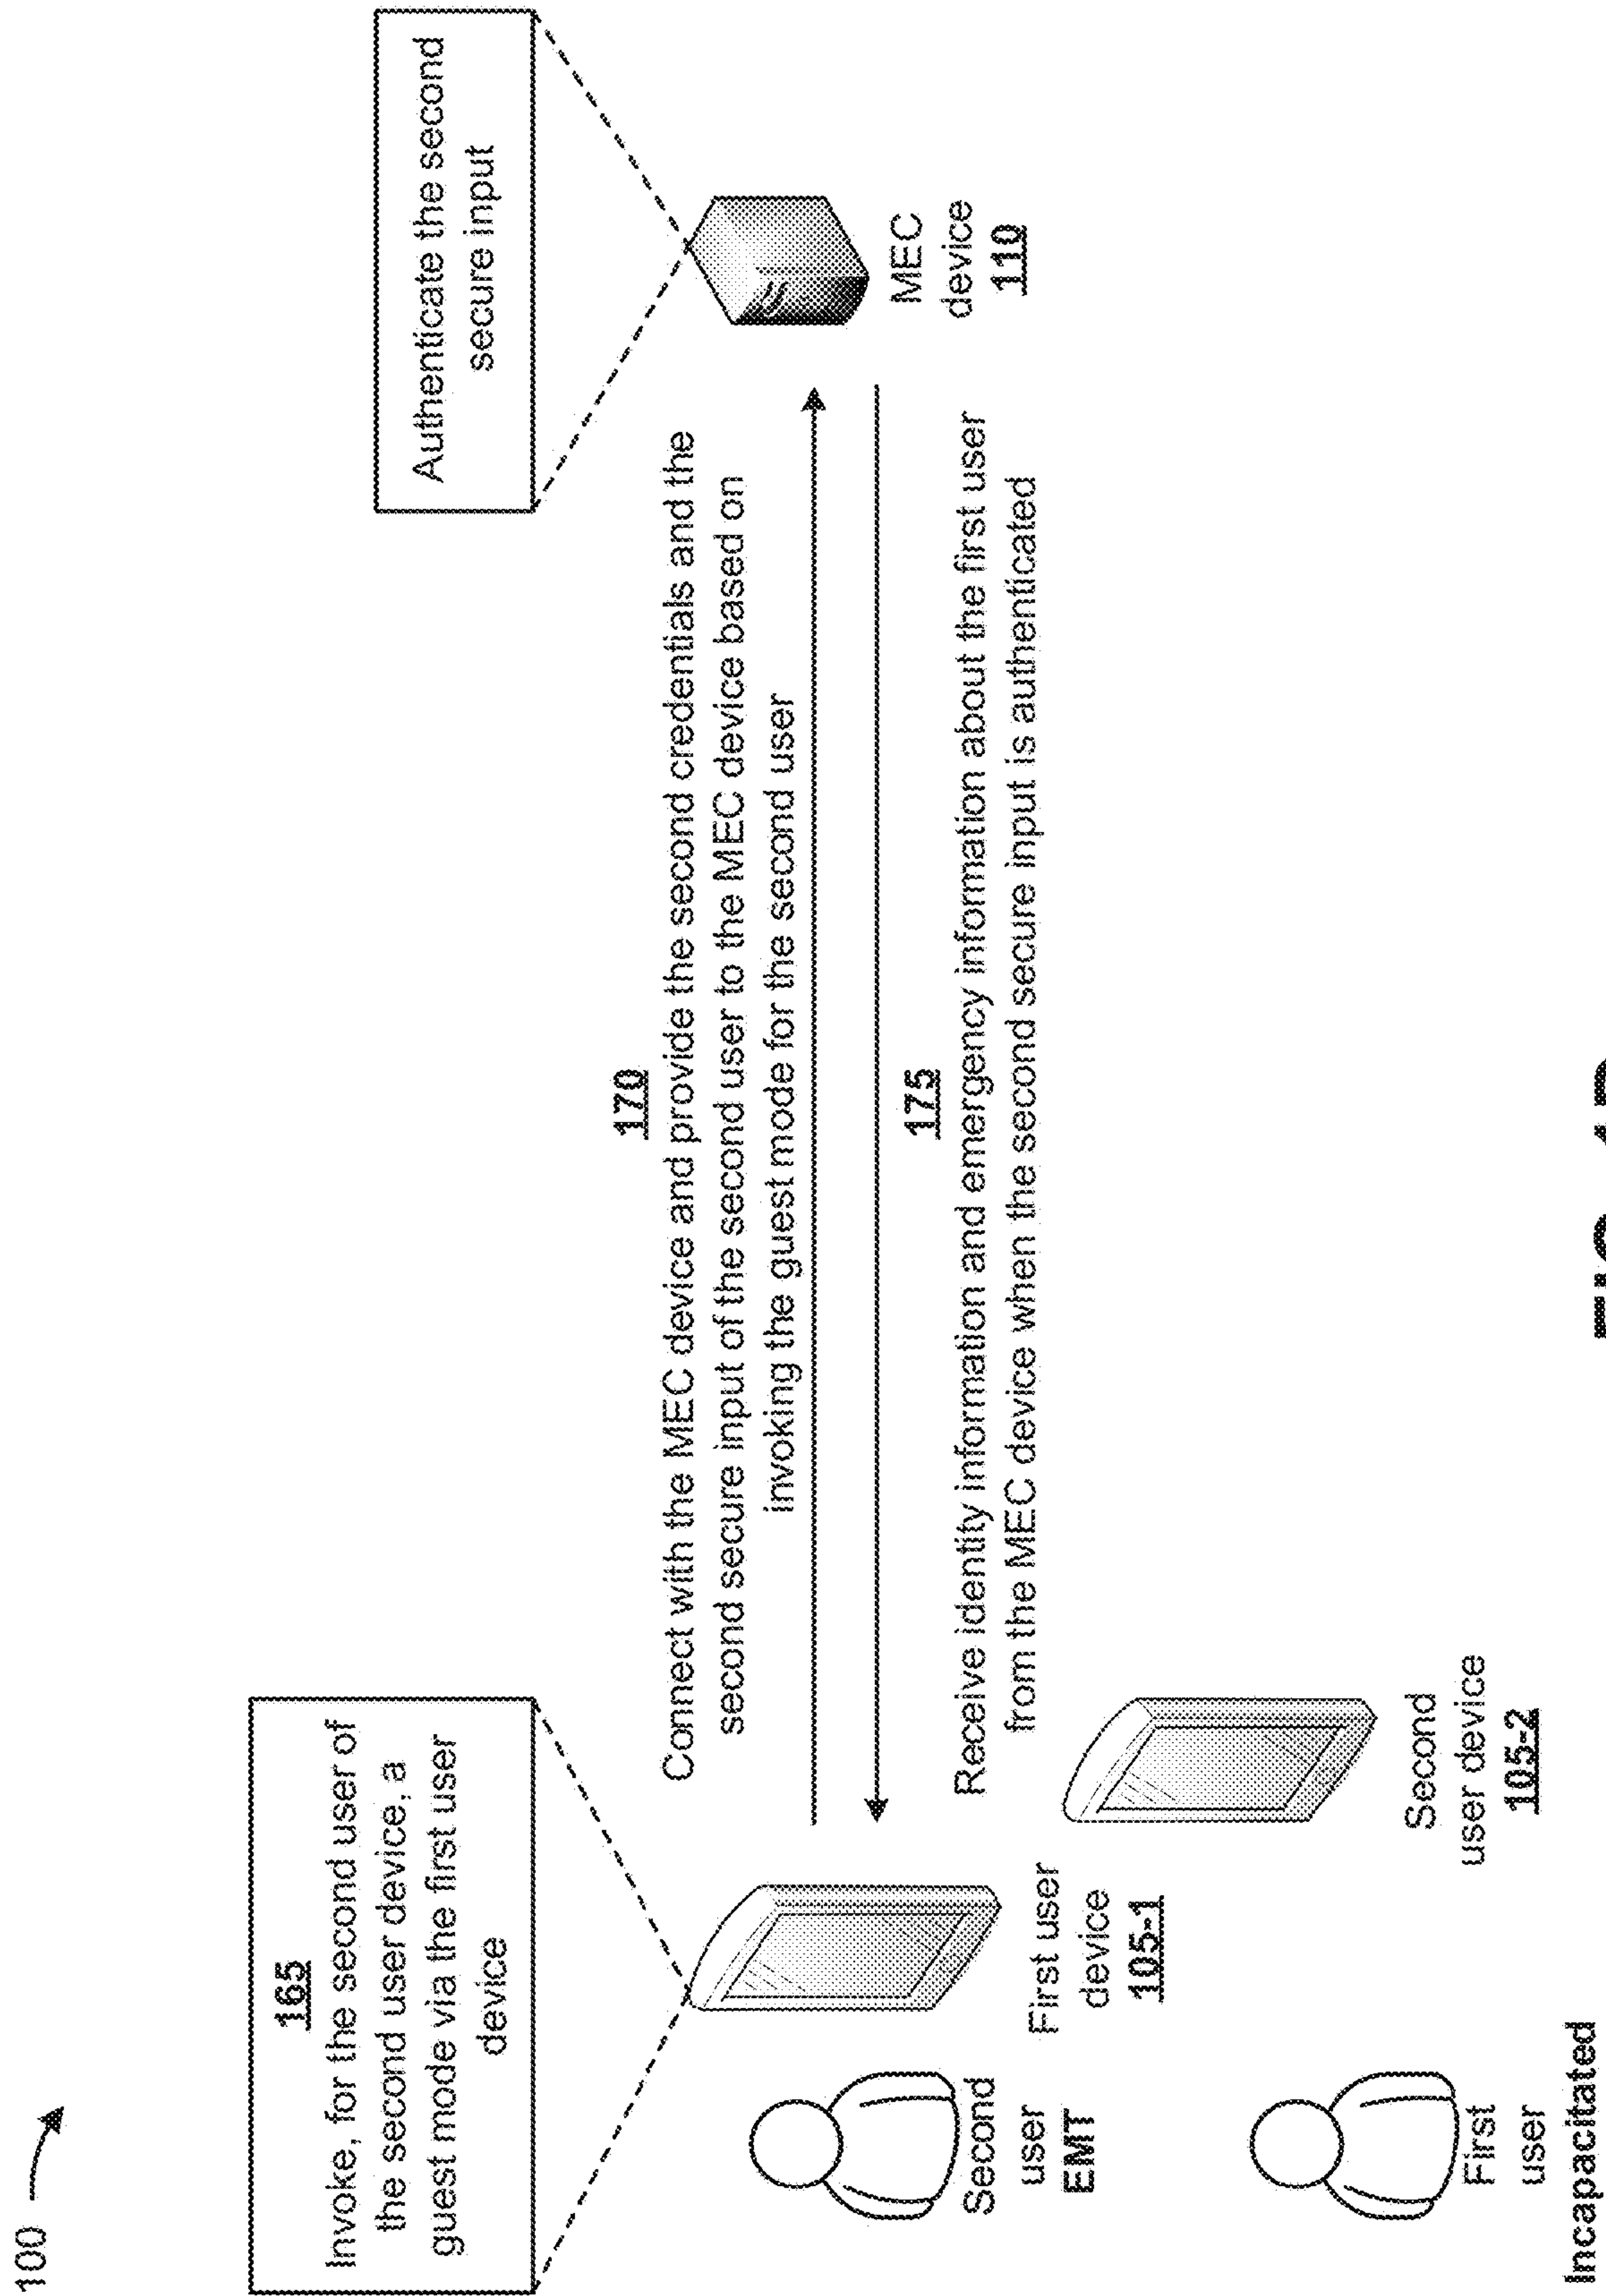 100
165
Invoke, for the second user of
the second user device, a
guest mode via the first user
device
Authenticate the second
secure input
170
Connect with the MEC device and provide the second credentials and the
second secure input of the second user to the MEC device based on
invoking the guest mode for the second user
175
Receive identity information and emergency information about the first user
from the MEC device when the second secure input is authenticated
MEC
device
110
Second
user
EMT
First user
device
105-1
Second
user device
105-2
First
user
Incapacitated